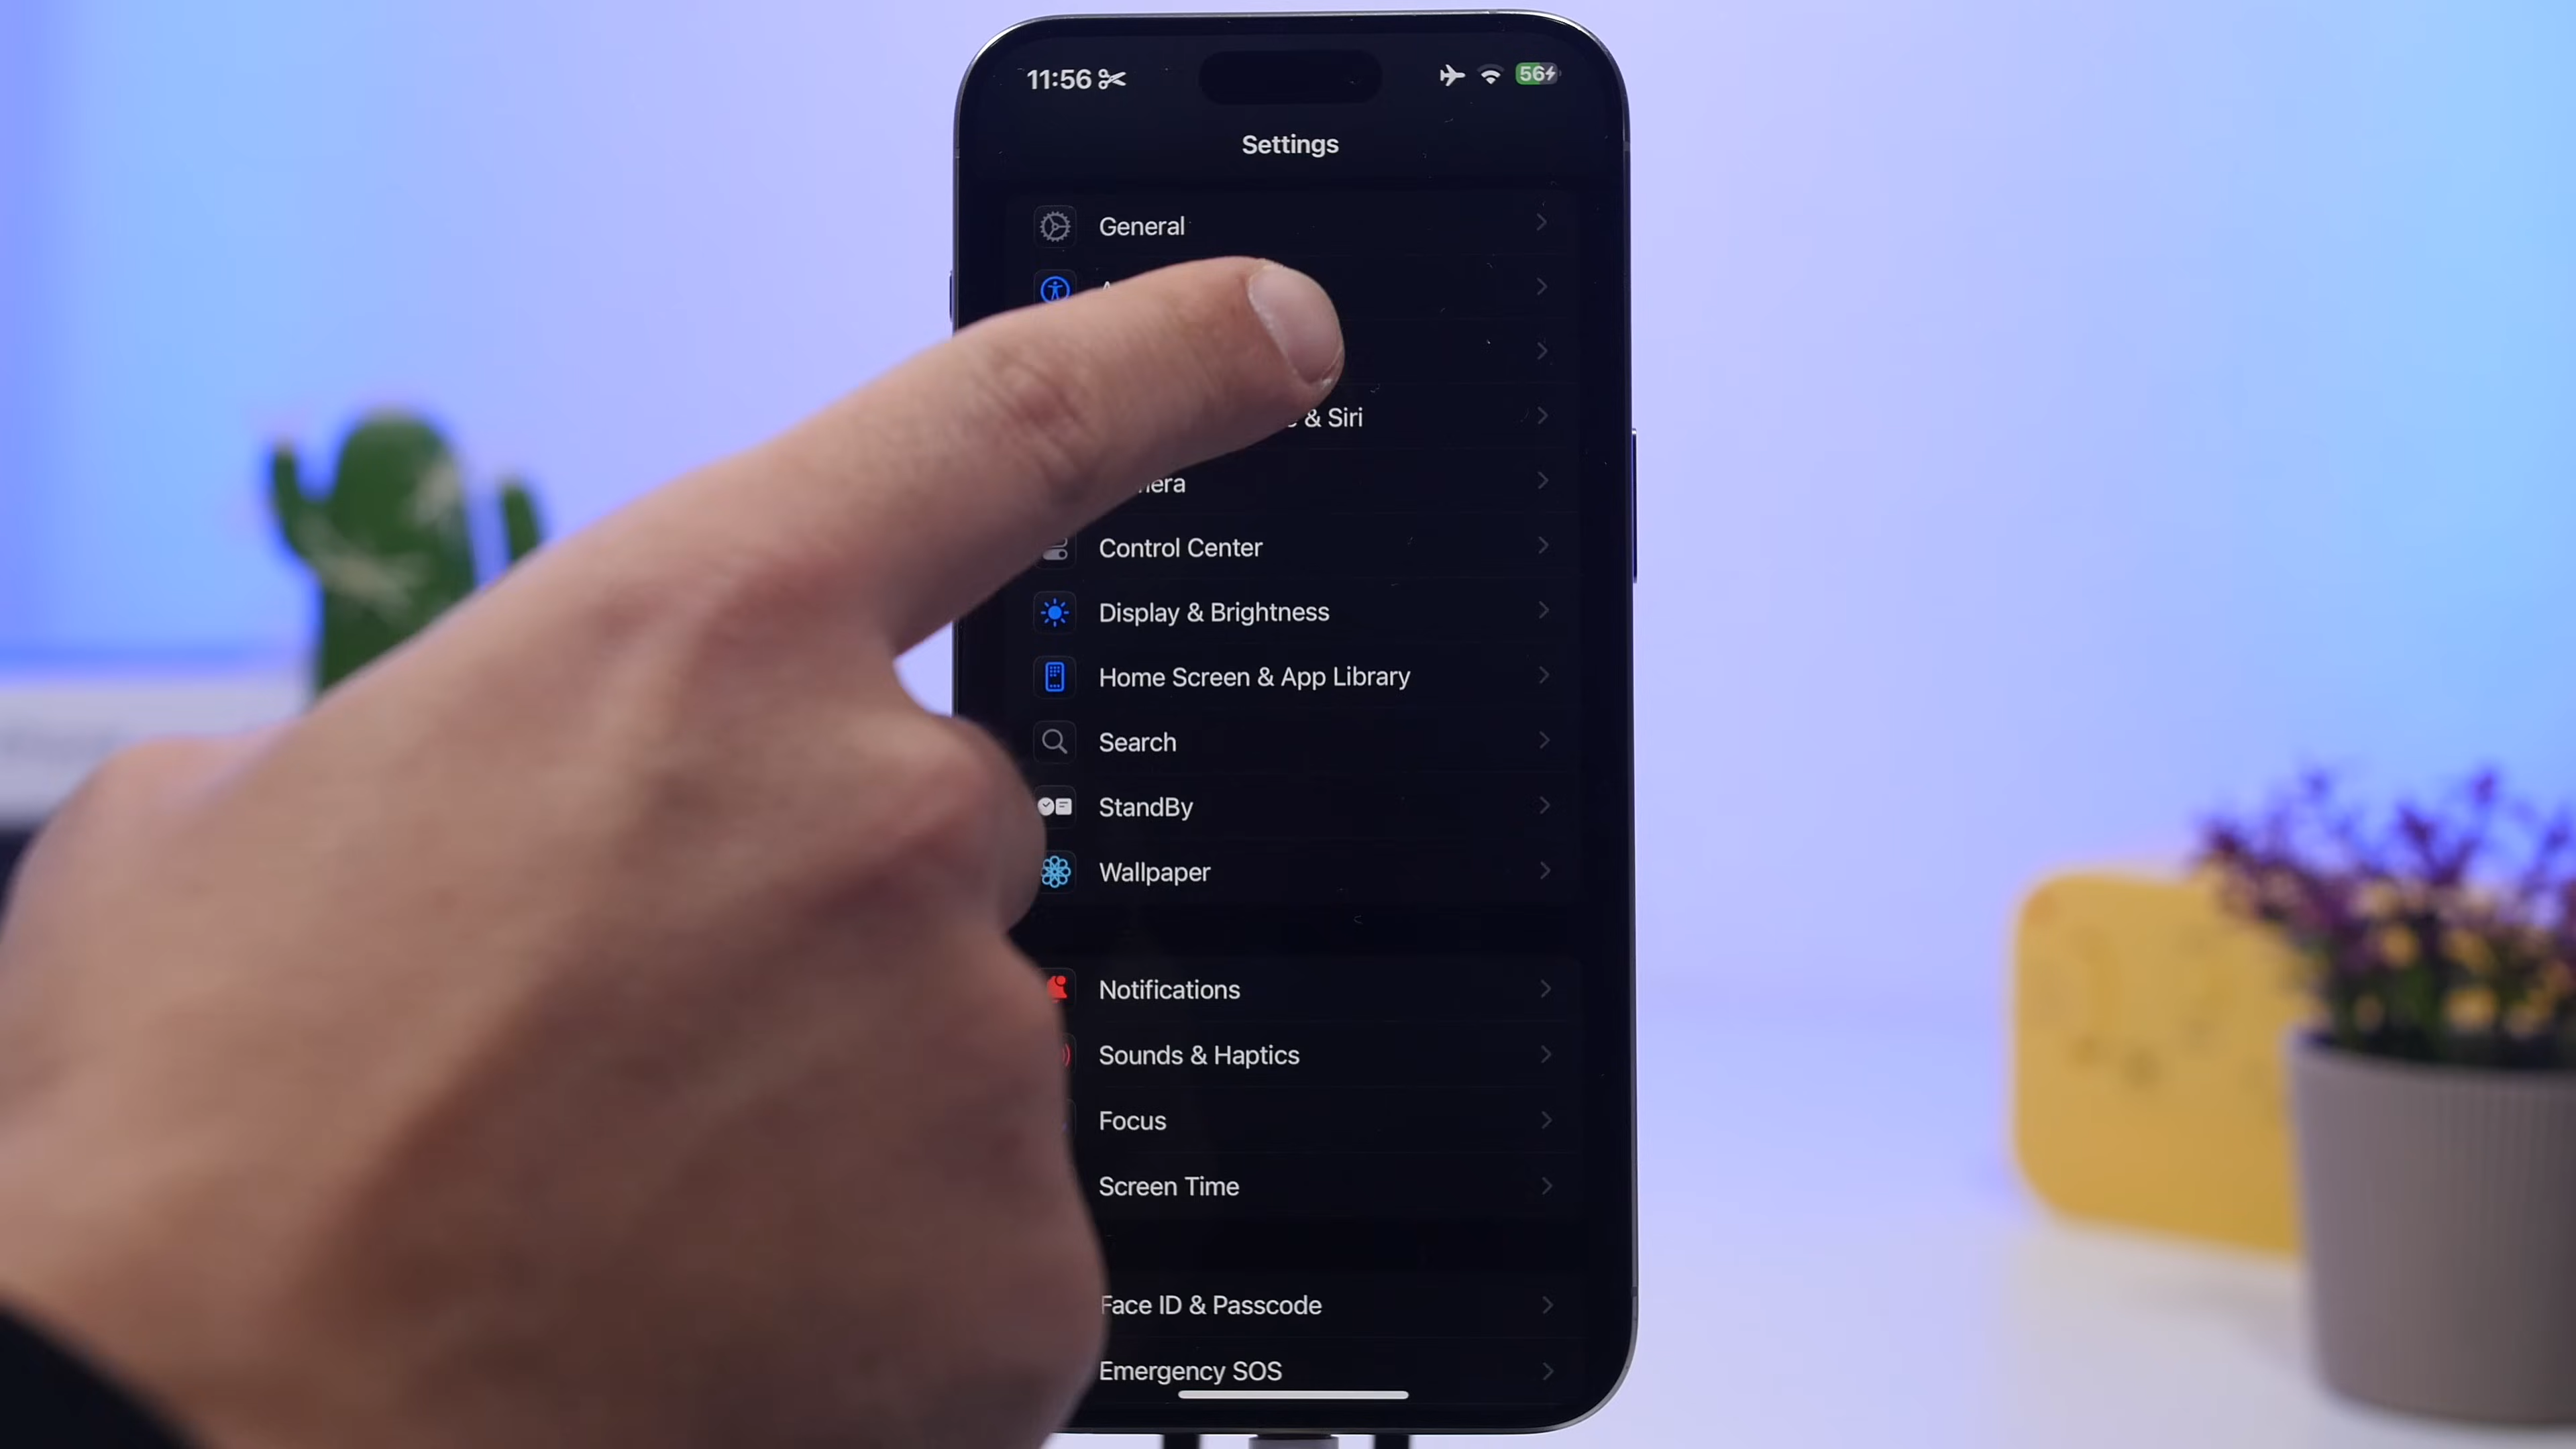 11:56
56
Settings
General
& Siri
Control Center
Display & Brightness
Home Screen & App Library
Search
StandBy
Wallpaper
Notifications
Sounds & Haptics
Focus
Screen Time
Face ID & Passcode
Emergency SOS